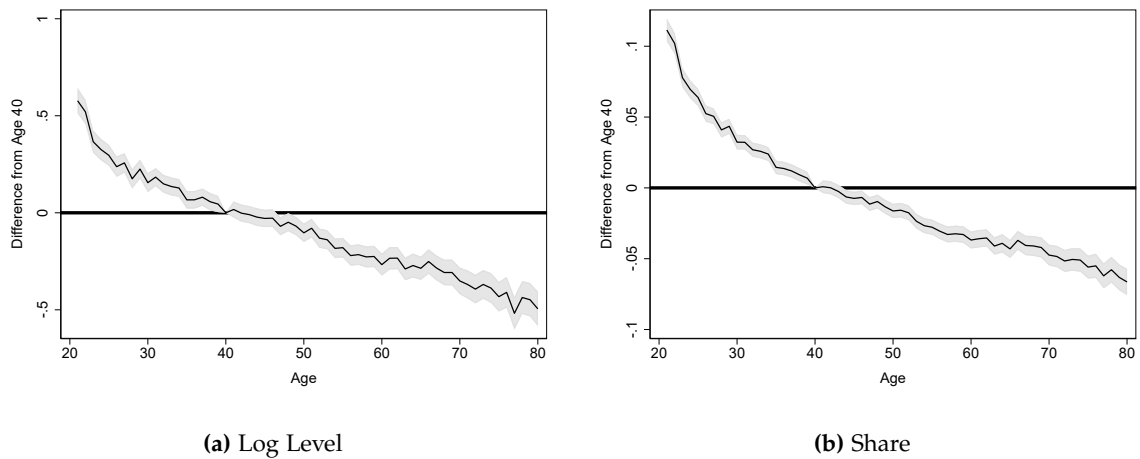 1
.5
0
-.5
Difference from Age 40
20 30 40 50 60 70 80
Age
(a) Log Level
.1
.05
0
-.05
-.1
Difference from Age 40
20 30 40 50 60 70 80
Age
(b) Share